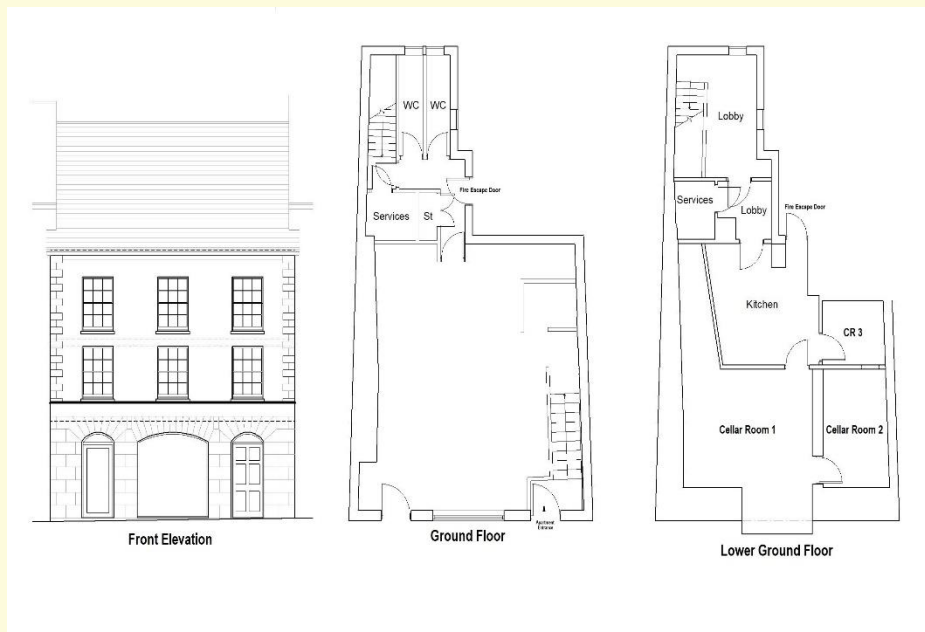 WC WC
Fire Escape Door
Services St
A
Apartment
Entrance
Lobby
Services
Lobby
Fire Escape Door
Kitchen
CR 3
Cellar Room 1
Cellar Room 2
Front Elevation
Ground Floor
Lower Ground Floor